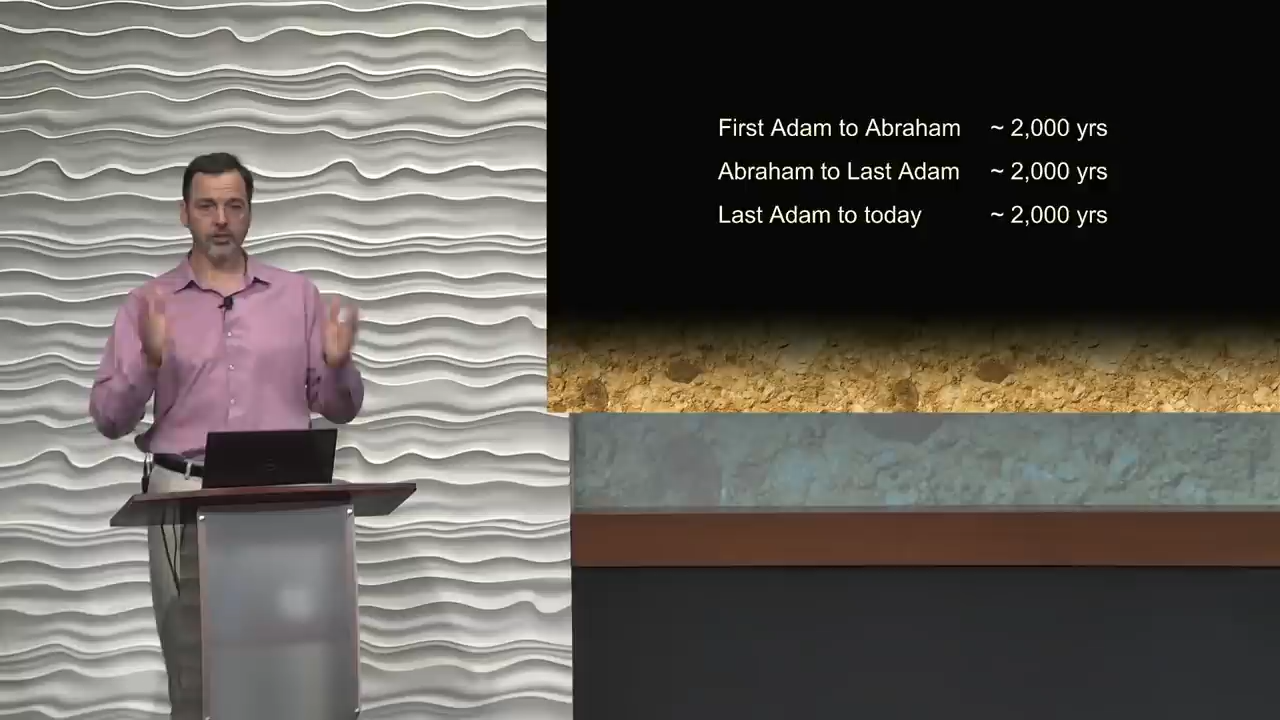 First Adam to Abraham ~ 2,000 yrs
Abraham to Last Adam ~ 2,000 yrs
Last Adam to today ~ 2,000 yrs